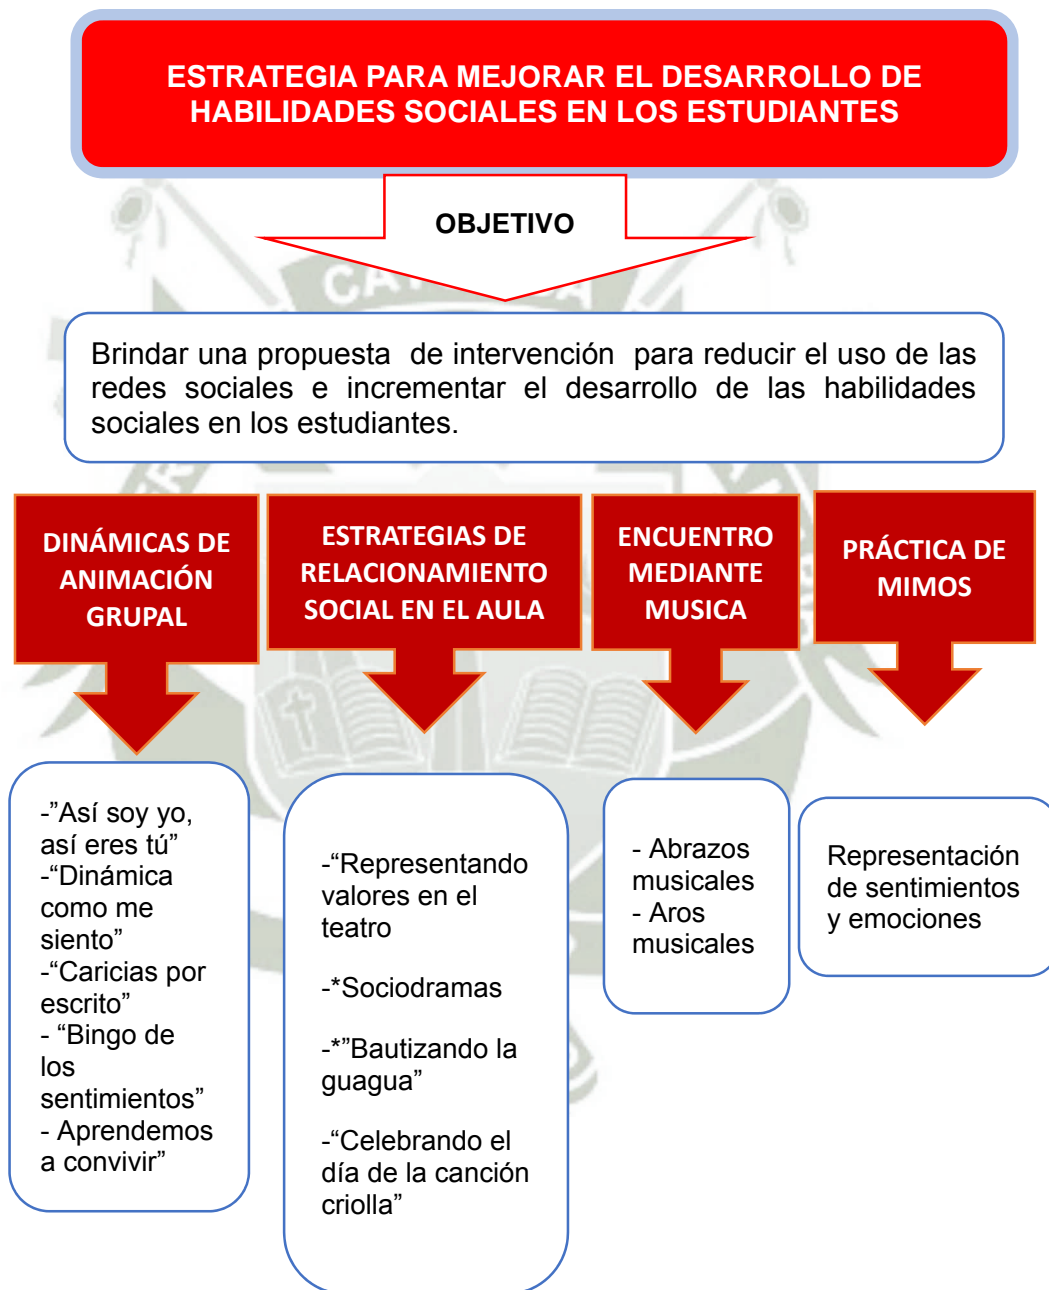 ESTRATEGIA PARA MEJORAR EL DESARROLLO DE
HABILIDADES SOCIALES EN LOS ESTUDIANTES
OBJETIVO
Brindar una propuesta de intervención para reducir el uso de las
redes sociales e incrementar el desarrollo de las habilidades
sociales en los estudiantes.
DINÁMICAS DE
ANIMACIÓN
GRUPAL
ESTRATEGIAS DE
RELACIONAMIENTO
SOCIAL EN EL AULA
ENCUENTRO
MEDIANTE
MUSICA
PRÁCTICA DE
MIMOS
-”Así soy yo,
así eres tú”
-“Dinámica
como me
siento”
-“Caricias por
escrito”
- “Bingo de
los
sentimientos”
- Aprendemos
a convivir”
-“Representando
valores en el
teatro
-*Sociodramas
-*”Bautizando la
guagua”
-“Celebrando el
día de la canción
criolla”
- Abrazos
musicales
- Aros
musicales
Representación
de sentimientos
y emociones